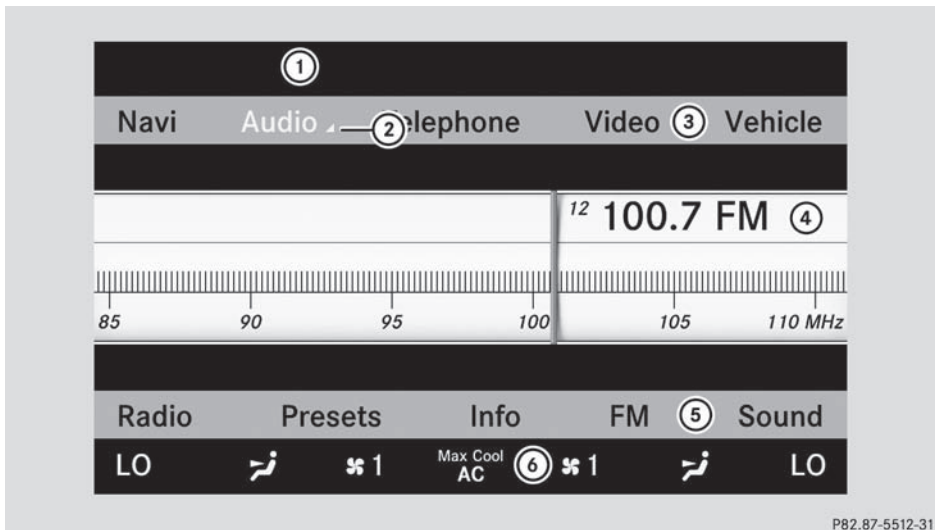 1
Navi Audio 2 elephone Video 3 Vehicle
12 100.7 FM 4
85 90 95 100 105 110 MHz
Radio Presets Info FM 5 Sound
LO 1 Max Cool AC 6 1 LO
P82.87-5512-31